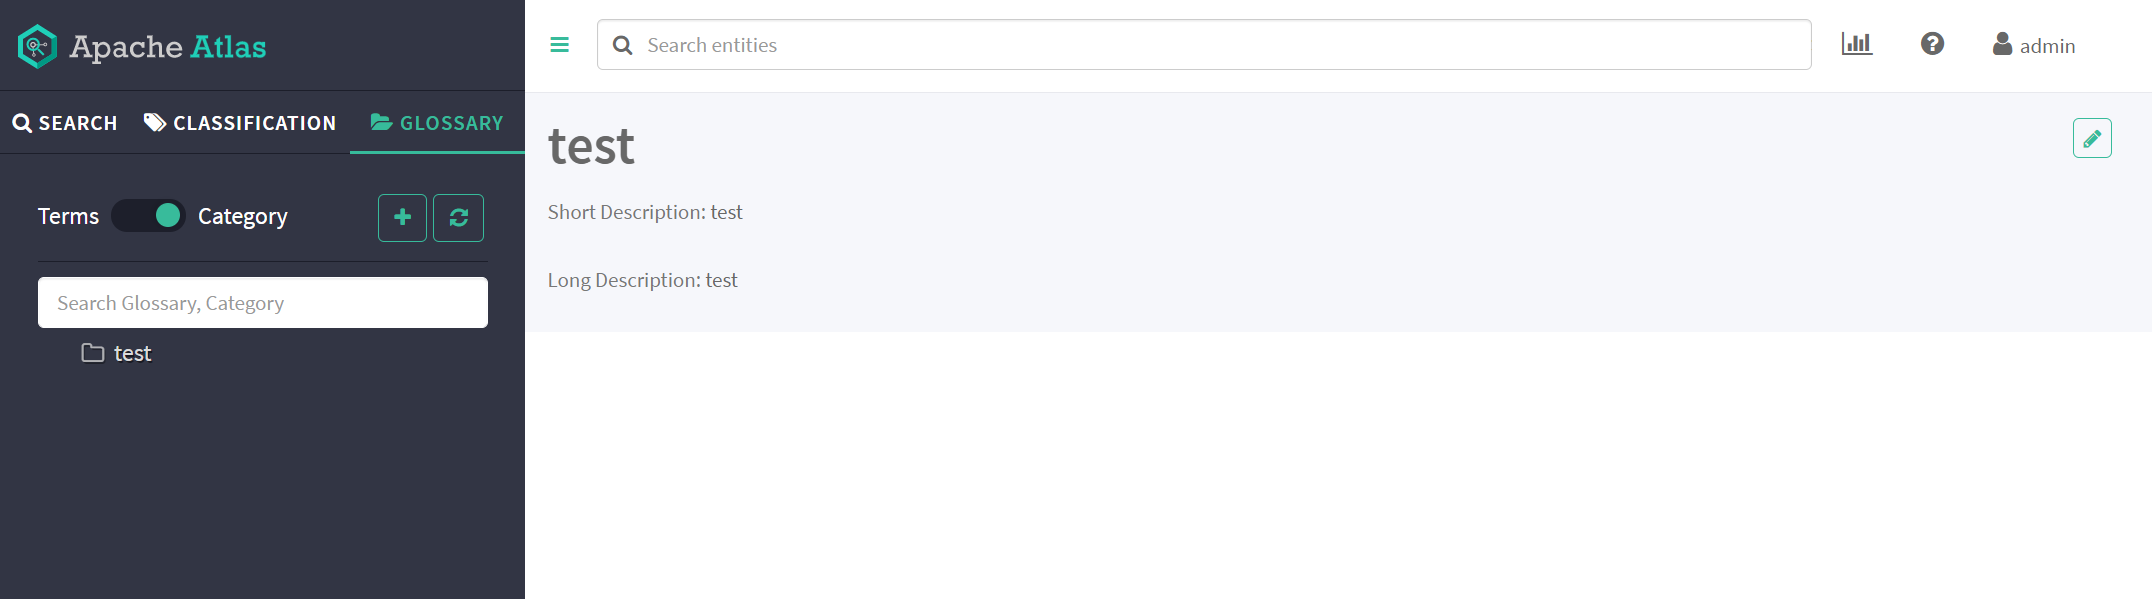 Apache Atlas
SEARCH CLASSIFICATION GLOSSARY
Terms Category
Search Glossary, Category
test
Search entities
admin
test
Short Description: test
Long Description: test